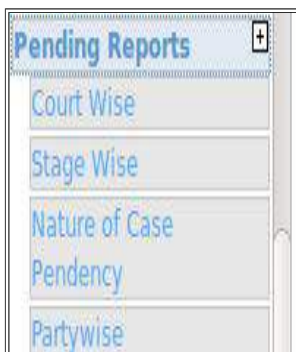 Pending Reports
Court Wise
Stage Wise
Nature of Case
Pendency
Partywise